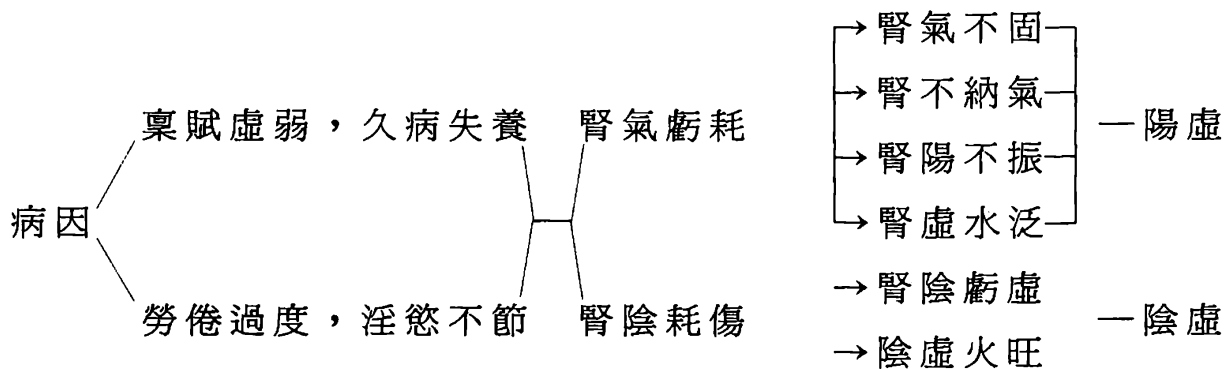 病因
稟賦虛弱，久病失養
勞倦過度，淫慾不節
腎氣虧耗
腎陰耗傷
腎氣不固
腎不納氣
腎陽不振
腎虛水泛
陽虛
腎陰虧虛
陰虛火旺
陰虛